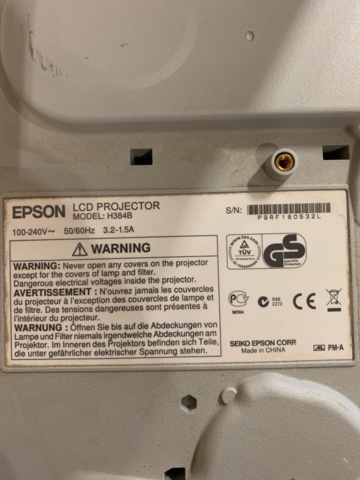 EPSON LCD PROJECTOR
MODEL: H384B
S/N: P9RF180532L
100-240V~ 50/60Hz 3.2-1.5A
WARNING
WARNING: Never open any covers on the projector
except for the covers of lamp and filter.
Dangerous electrical voltages inside the projector.
AVERTISSEMENT : N'ouvrez jamais les couvercles
du projecteur à l'exception des couvercles de lampe et
de filtre. Des tensions dangereuses sont présentes à
l'intérieur du projecteur.
WARNUNG : Öffnen Sie bis auf die Abdeckungen von
Lampe und Filter niemals irgendwelche Abdeckungen am
Projektor. Im Inneren des Projektors befinden sich Teile,
die unter gefährlicher elektrischer Spannung stehen.
TÜV
GS
CE
SEIKO EPSON CORP.
Made in CHINA
PM-A